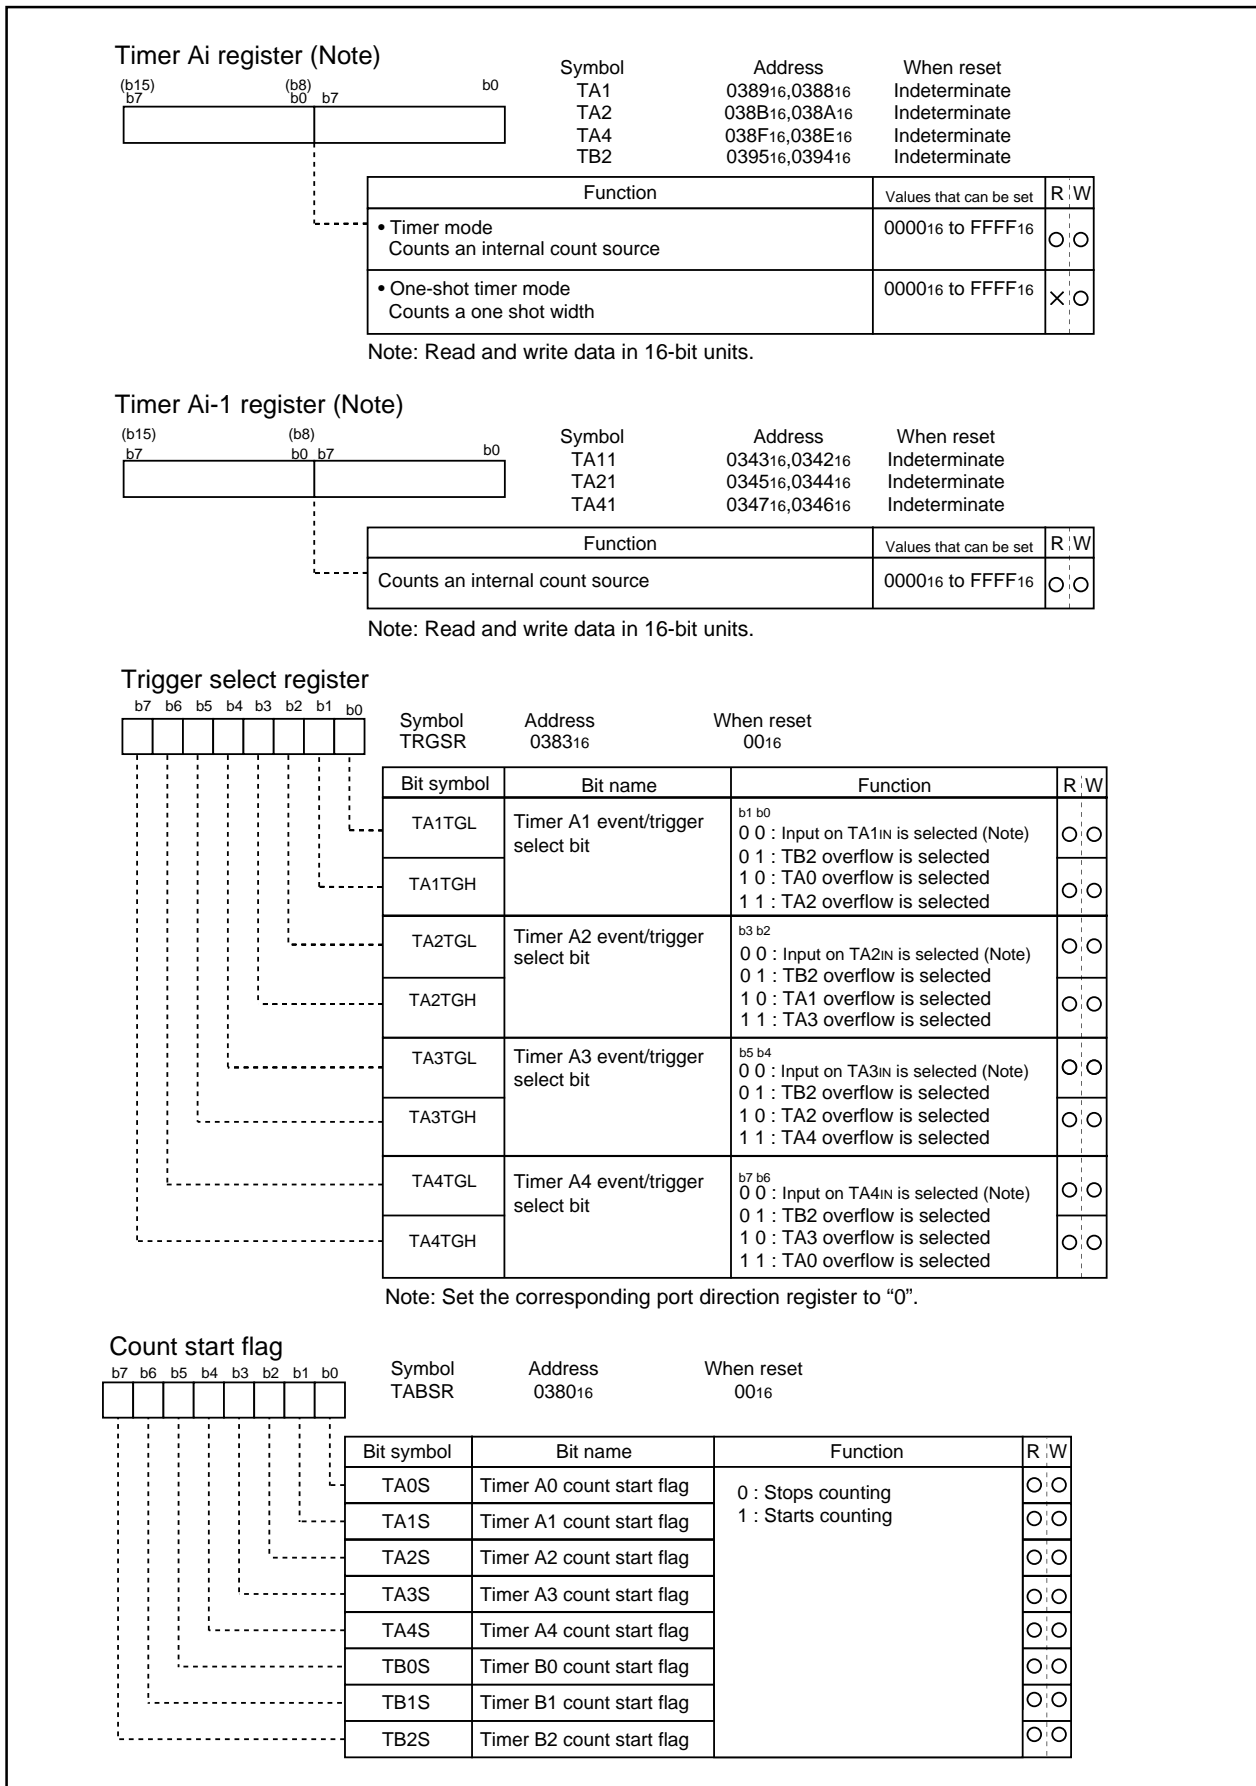 Timer Ai register (Note)
Symbol Address When reset
(b15) (b8)
b7 b0 b7 b0
TA1 038916,038816 Indeterminate
TA2 038B16,038A16 Indeterminate
TA4 038F16,038E16 Indeterminate
TB2 039516,039416 Indeterminate
Function Values that can be set R W
• Timer mode 000016 to FFFF16
Counts an internal count source
• One-shot timer mode 000016 to FFFF16
Counts a one shot width
Note: Read and write data in 16-bit units.
Timer Ai-1 register (Note)
(b15) (b8) Symbol Address When reset
b7 b0 b7 b0
TA11 034316,034216 Indeterminate
TA21 034516,034416 Indeterminate
TA41 034716,034616 Indeterminate
Function Values that can be set R W
Counts an internal count source 000016 to FFFF16
Note: Read and write data in 16-bit units.
Trigger select register
b7 b6 b5 b4 b3 b2 b1 b0
Symbol Address When reset
TRGSR 038316 0016
Bit symbol Bit name Function R W
TA1TGL Timer A1 event/trigger
select bit
b1 b0
0 0 : Input on TA1IN is selected (Note)
0 1 : TB2 overflow is selected
TA1TGH 1 0 : TA0 overflow is selected
1 1 : TA2 overflow is selected
TA2TGL Timer A2 event/trigger
select bit
b3 b2
0 0 : Input on TA2IN is selected (Note)
0 1 : TB2 overflow is selected
TA2TGH 1 0 : TA1 overflow is selected
1 1 : TA3 overflow is selected
TA3TGL Timer A3 event/trigger
select bit
b5 b4
0 0 : Input on TA3IN is selected (Note)
0 1 : TB2 overflow is selected
TA3TGH 1 0 : TA2 overflow is selected
1 1 : TA4 overflow is selected
TA4TGL Timer A4 event/trigger
select bit
b7 b6
0 0 : Input on TA4IN is selected (Note)
0 1 : TB2 overflow is selected
TA4TGH 1 0 : TA3 overflow is selected
1 1 : TA0 overflow is selected
Note: Set the corresponding port direction register to “0”.
Count start flag
b7 b6 b5 b4 b3 b2 b1 b0
Symbol Address When reset
TABSR 038016 0016
Bit symbol Bit name Function R W
TA0S Timer A0 count start flag 0 : Stops counting
TA1S Timer A1 count start flag 1 : Starts counting
TA2S Timer A2 count start flag
TA3S Timer A3 count start flag
TA4S Timer A4 count start flag
TB0S Timer B0 count start flag
TB1S Timer B1 count start flag
TB2S Timer B2 count start flag